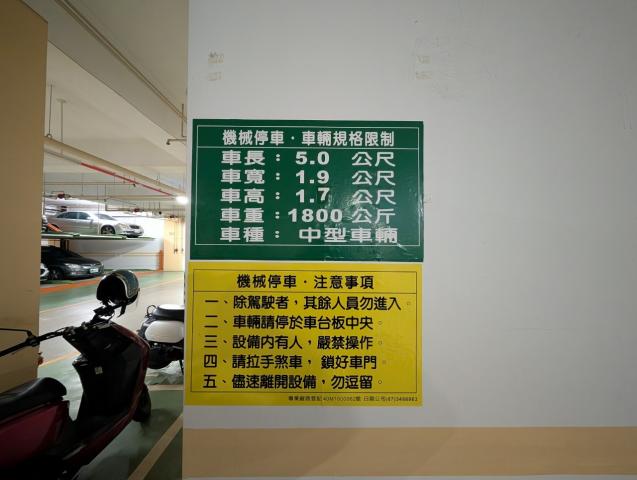 機械停車・車輛規格限制
車長：5.0 公尺
車寬：1.9 公尺
車高：1.7 公尺
車重：1800 公斤
車種：中型車輛
機械停車・注意事項
一、除駕駛者，其餘人員勿進入。
二、車輛請停於車台板中央。
三、設備內有人，嚴禁操作。
四、請拉手煞車，鎖好車門。
五、儘速離開設備，勿逗留。